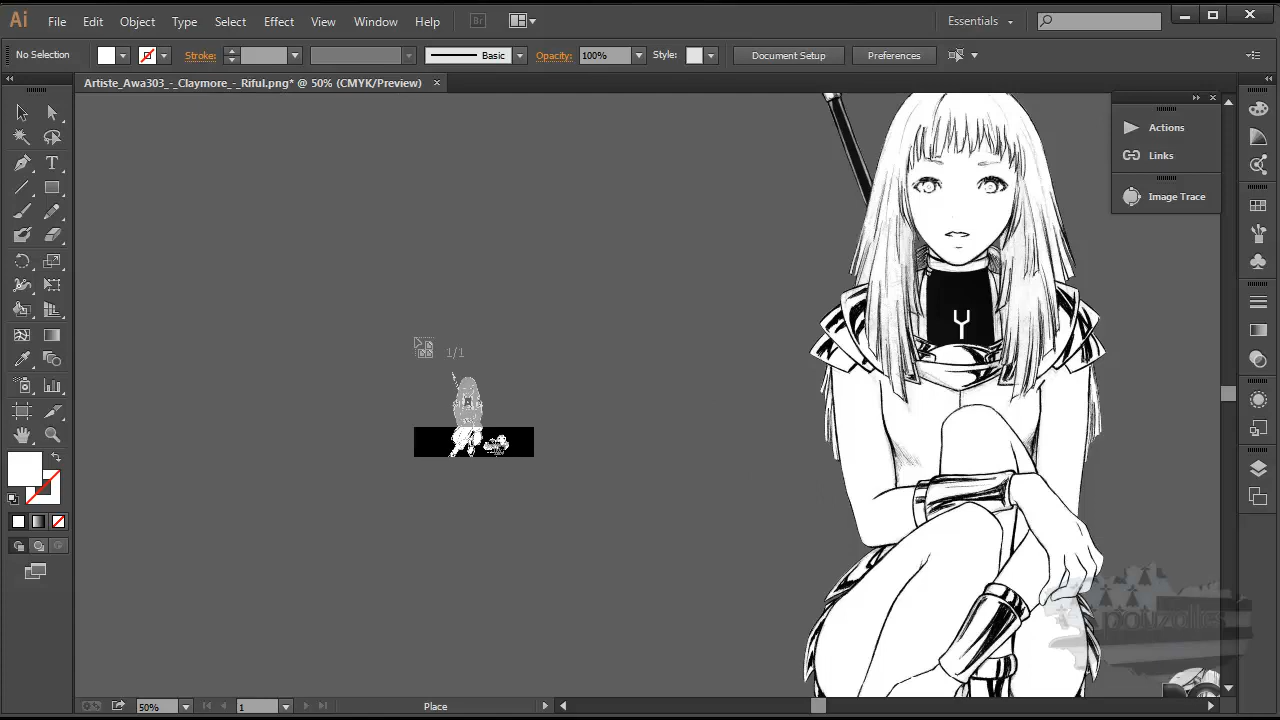 Ai File Edit Object Type Select Effect View Window Help Br Essentials
No Selection Stroke: Basic Opacity: 100% Style: Document Setup Preferences
Artiste_Awa303_-_Claymore_-_Riful.png* @ 50% (CMYK/Preview)
Actions
Links
Image Trace
1/1
50% 1 Place